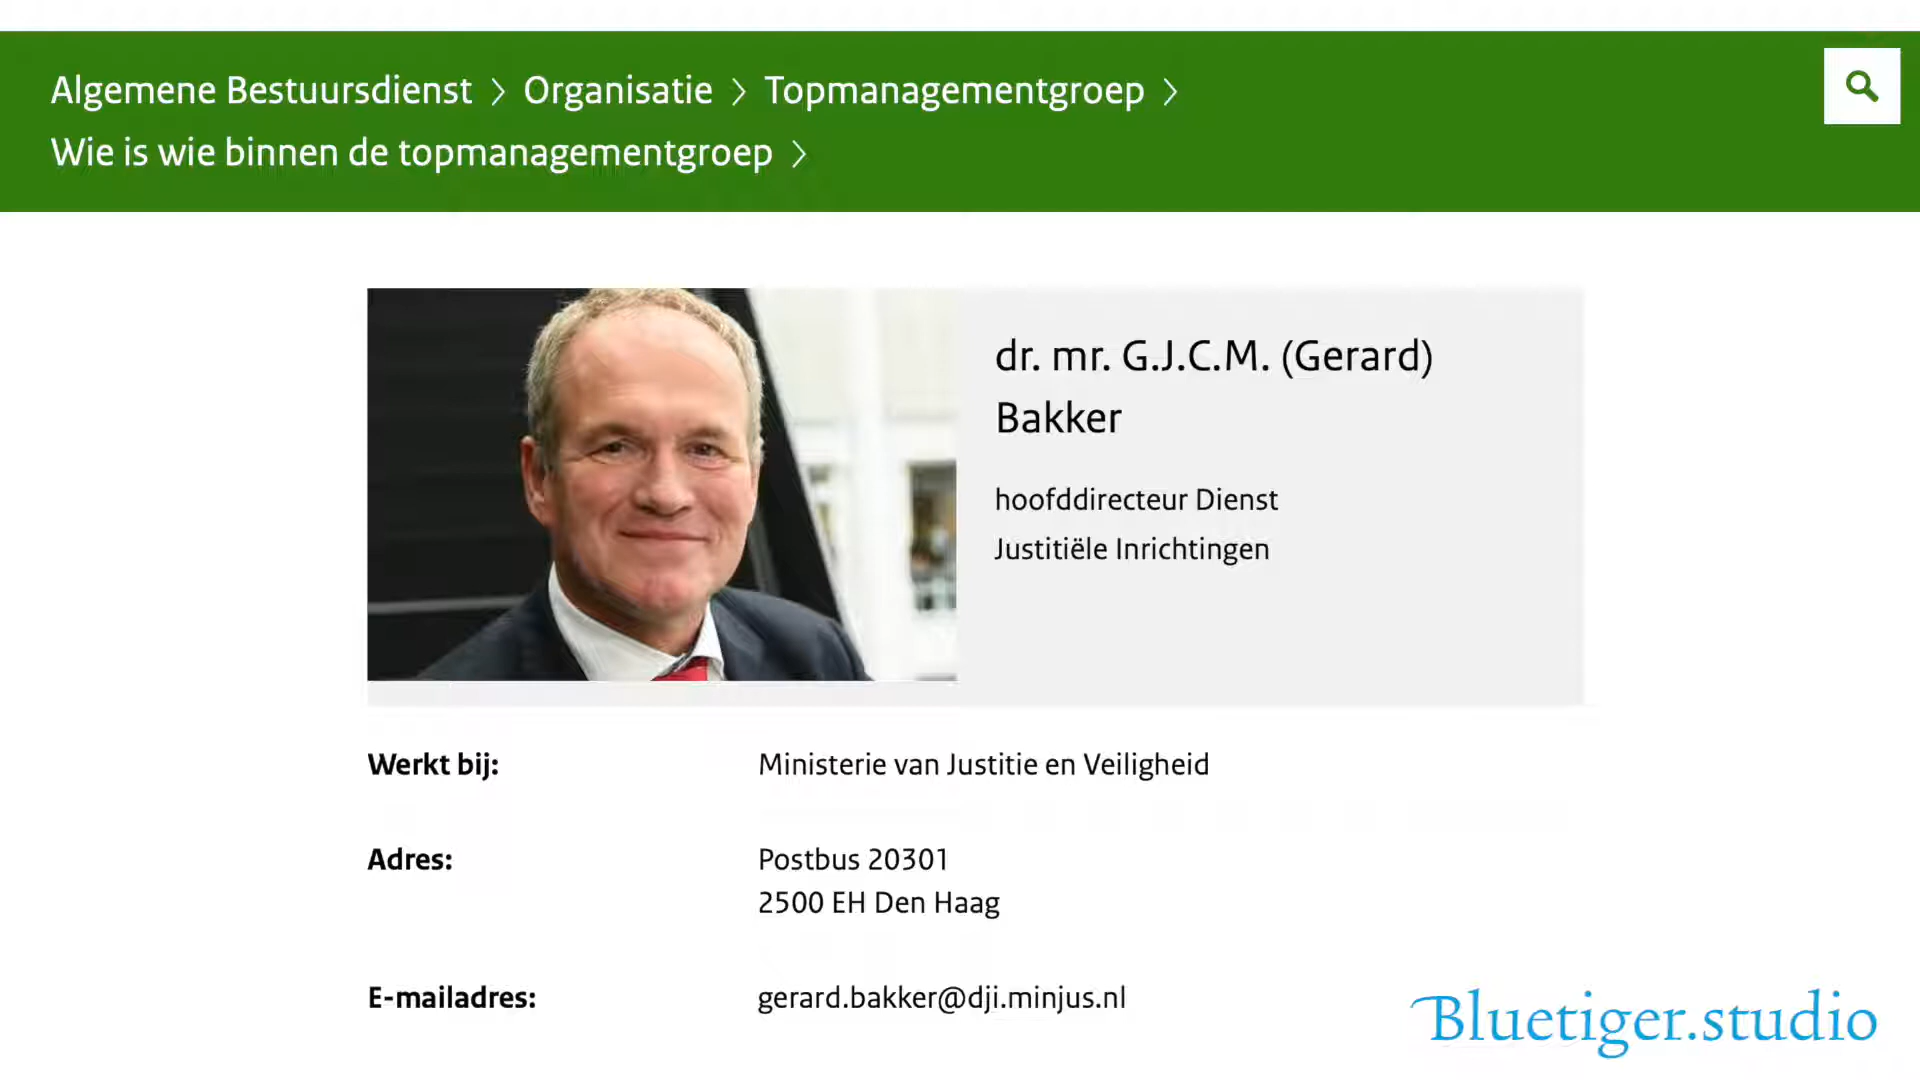 Algemene Bestuursdienst > Organisatie > Topmanagementgroep >
Wie is wie binnen de topmanagementgroep >
dr. mr. G.J.C.M. (Gerard)
Bakker
hoofddirecteur Dienst
Justitiële Inrichtingen
Werkt bij: Ministerie van Justitie en Veiligheid
Adres: Postbus 20301
2500 EH Den Haag
E-mailadres: gerard.bakker@dji.minjus.nl
Bluetiger.studio